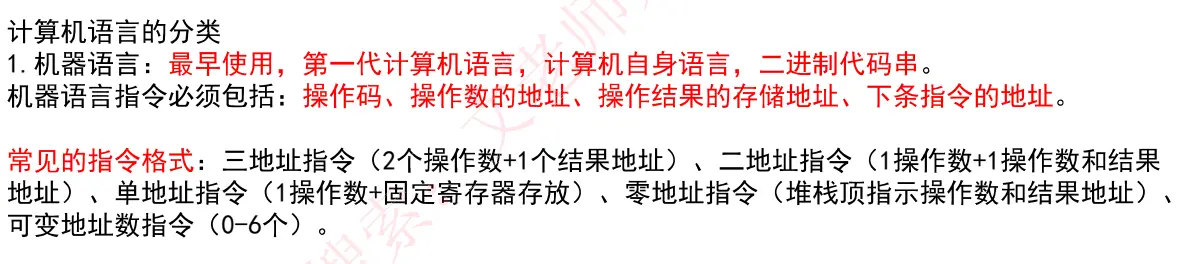 计算机语言的分类
1.机器语言：最早使用，第一代计算机语言，计算机自身语言，二进制代码串。
机器语言指令必须包括：操作码、操作数的地址、操作结果的存储地址、下条指令的地址。
常见的指令格式：三地址指令（2个操作数+1个结果地址）、二地址指令（1操作数+1操作数和结果
地址）、单地址指令（1操作数+固定寄存器存放）、零地址指令（堆栈顶指示操作数和结果地址）、
可变地址数指令（0-6个）。
搜索
文老师